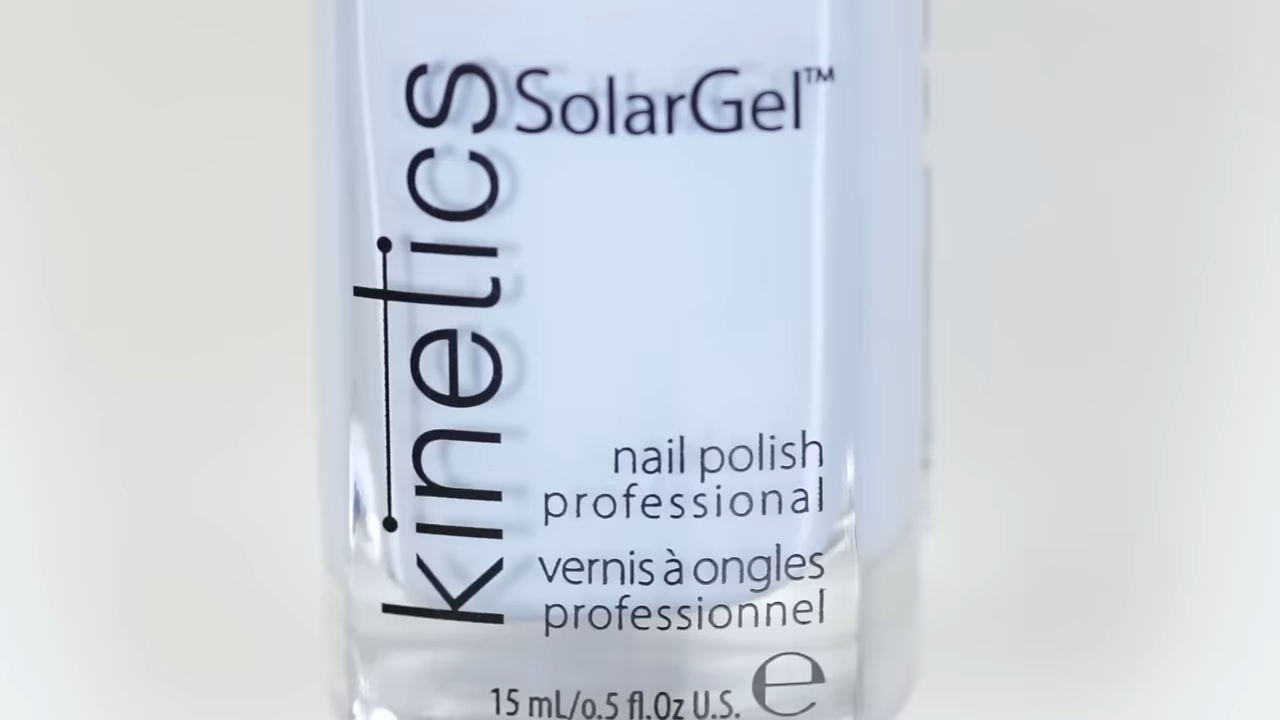 kinetics
SolarGel™
nail polish
professional
vernis à ongles
professionnel
15 mL/0.5 fl.Oz U.S. ℮